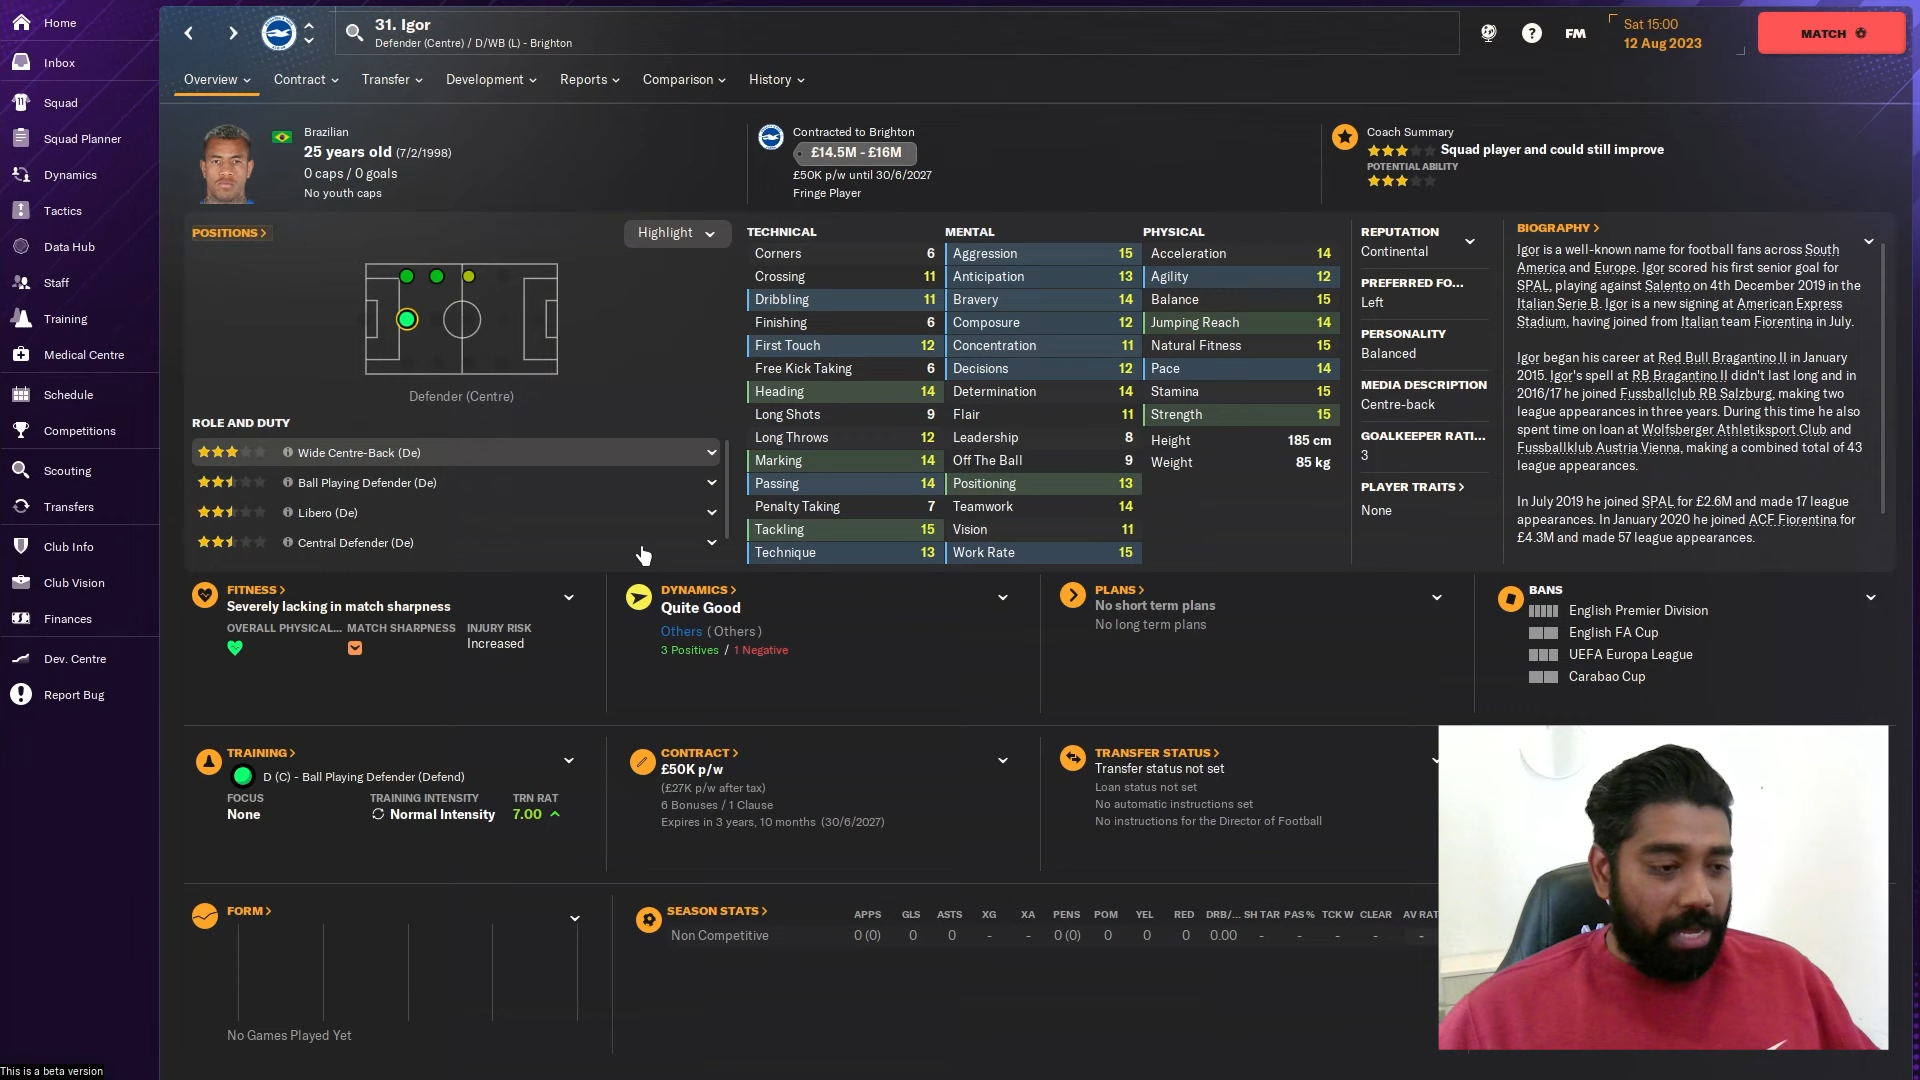 Home
Inbox
Squad
Squad Planner
Dynamics
Tactics
Data Hub
Staff
Training
Medical Centre
Schedule
Competitions
Scouting
Transfers
Club Info
Club Vision
Finances
Dev. Centre
Report Bug
This is a beta version
31. Igor
Defender (Centre) / D/WB (L) - Brighton
FM
Sat 15:00
12 Aug 2023
MATCH
Overview
Contract
Transfer
Development
Reports
Comparison
History
Brazilian
25 years old (7/2/1998)
0 caps / 0 goals
No youth caps
Contracted to Brighton
£14.5M - £16M
£50K p/w until 30/6/2027
Fringe Player
Coach Summary
Squad player and could still improve
POTENTIAL ABILITY
POSITIONS >
Highlight
Defender (Centre)
ROLE AND DUTY
Wide Centre-Back (De)
Ball Playing Defender (De)
Libero (De)
Central Defender (De)
TECHNICAL
Corners 6
Crossing 11
Dribbling 11
Finishing 6
First Touch 12
Free Kick Taking 6
Heading 14
Long Shots 9
Long Throws 12
Marking 14
Passing 14
Penalty Taking 7
Tackling 15
Technique 13
MENTAL
Aggression 15
Anticipation 13
Bravery 14
Composure 12
Concentration 11
Decisions 12
Determination 14
Flair 11
Leadership 8
Off The Ball 9
Positioning 13
Teamwork 14
Vision 11
Work Rate 15
PHYSICAL
Acceleration 14
Agility 12
Balance 15
Jumping Reach 14
Natural Fitness 15
Pace 14
Stamina 15
Strength 15
Height 185 cm
Weight 85 kg
REPUTATION
Continental
PREFERRED FO...
Left
PERSONALITY
Balanced
MEDIA DESCRIPTION
Centre-back
GOALKEEPER RATI...
3
PLAYER TRAITS >
None
BIOGRAPHY >
Igor is a well-known name for football fans across South
America and Europe. Igor scored his first senior goal for
SPAL, playing against Salento on 4th December 2019 in the
Italian Serie B. Igor is a new signing at American Express
Stadium, having joined from Italian team Fiorentina in July.
Igor began his career at Red Bull Bragantino II in January
2015. Igor's spell at RB Bragantino II didn't last long and in
2016/17 he joined Fussballclub RB Salzburg, making two
league appearances in three years. During this time he also
spent time on loan at Wolfsberger Athletiksport Club and
Fussballklub Austria Vienna, making a combined total of 43
league appearances.
In July 2019 he joined SPAL for £2.6M and made 17 league
appearances. In January 2020 he joined ACF Fiorentina for
£4.3M and made 57 league appearances.
FITNESS >
Severely lacking in match sharpness
OVERALL PHYSICAL... MATCH SHARPNESS INJURY RISK
Increased
DYNAMICS >
Quite Good
Others ( Others )
3 Positives / 1 Negative
PLANS >
No short term plans
No long term plans
BANS
English Premier Division
English FA Cup
UEFA Europa League
Carabao Cup
TRAINING >
D (C) - Ball Playing Defender (Defend)
FOCUS TRAINING INTENSITY TRN RAT
None Normal Intensity 7.00
CONTRACT >
£50K p/w
(£27K p/w after tax)
6 Bonuses / 1 Clause
Expires in 3 years, 10 months (30/6/2027)
TRANSFER STATUS >
Transfer status not set
Loan status not set
No automatic instructions set
No instructions for the Director of Football
FORM >
No Games Played Yet
SEASON STATS > APPS GLS ASTS XG XA PENS POM YEL RED DRB/... SH TAR PAS% TCK W CLEAR AV RAT
Non Competitive 0 (0) 0 0 - - 0 (0) 0 0 0 0.00 - - - - -